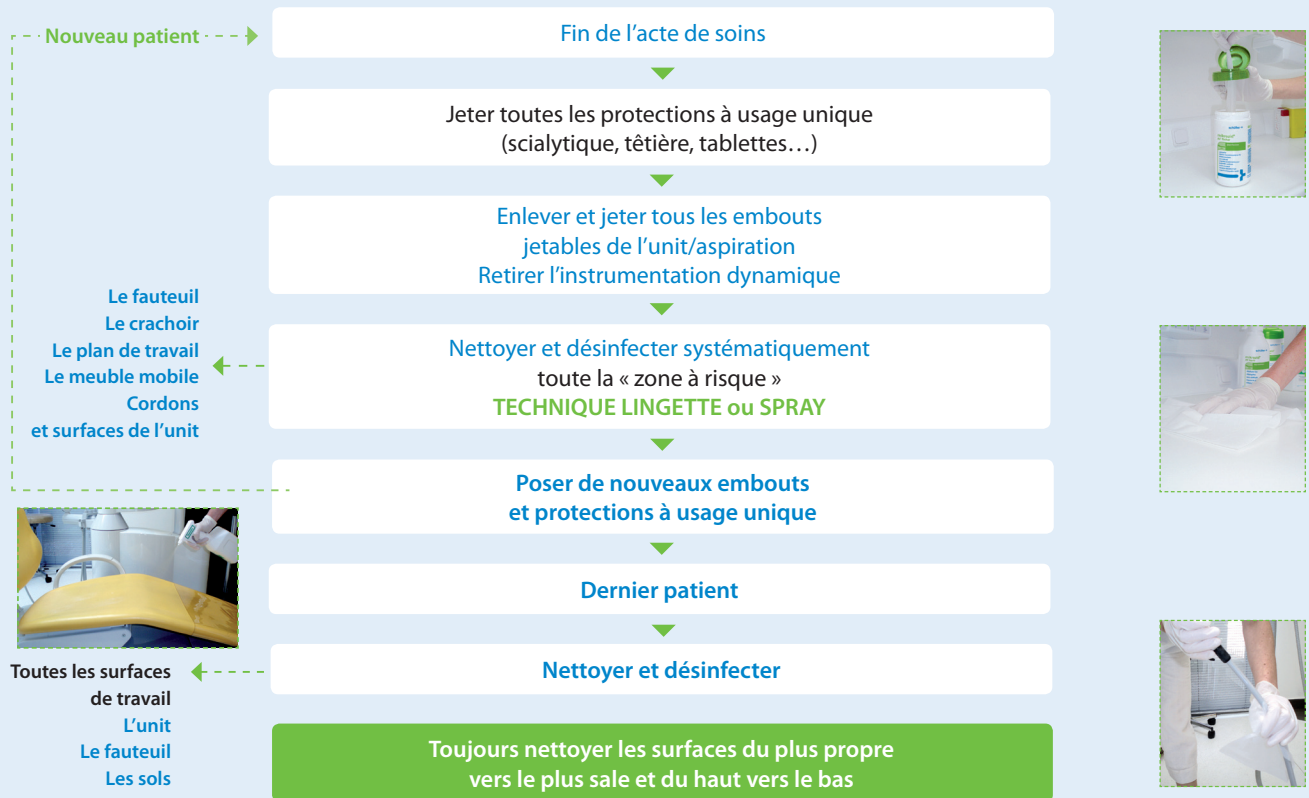 Nouveau patient
Fin de l’acte de soins
Jeter toutes les protections à usage unique
(scialytique, têtière, tablettes…)
Enlever et jeter tous les embouts
jetables de l’unit/aspiration
Retirer l’instrumentation dynamique
Nettoyer et désinfecter systématiquement
toute la « zone à risque »
TECHNIQUE LINGETTE ou SPRAY
Le fauteuil
Le crachoir
Le plan de travail
Le meuble mobile
Cordons
et surfaces de l’unit
Poser de nouveaux embouts
et protections à usage unique
Dernier patient
Nettoyer et désinfecter
Toutes les surfaces
de travail
L’unit
Le fauteuil
Les sols
Toujours nettoyer les surfaces du plus propre
vers le plus sale et du haut vers le bas